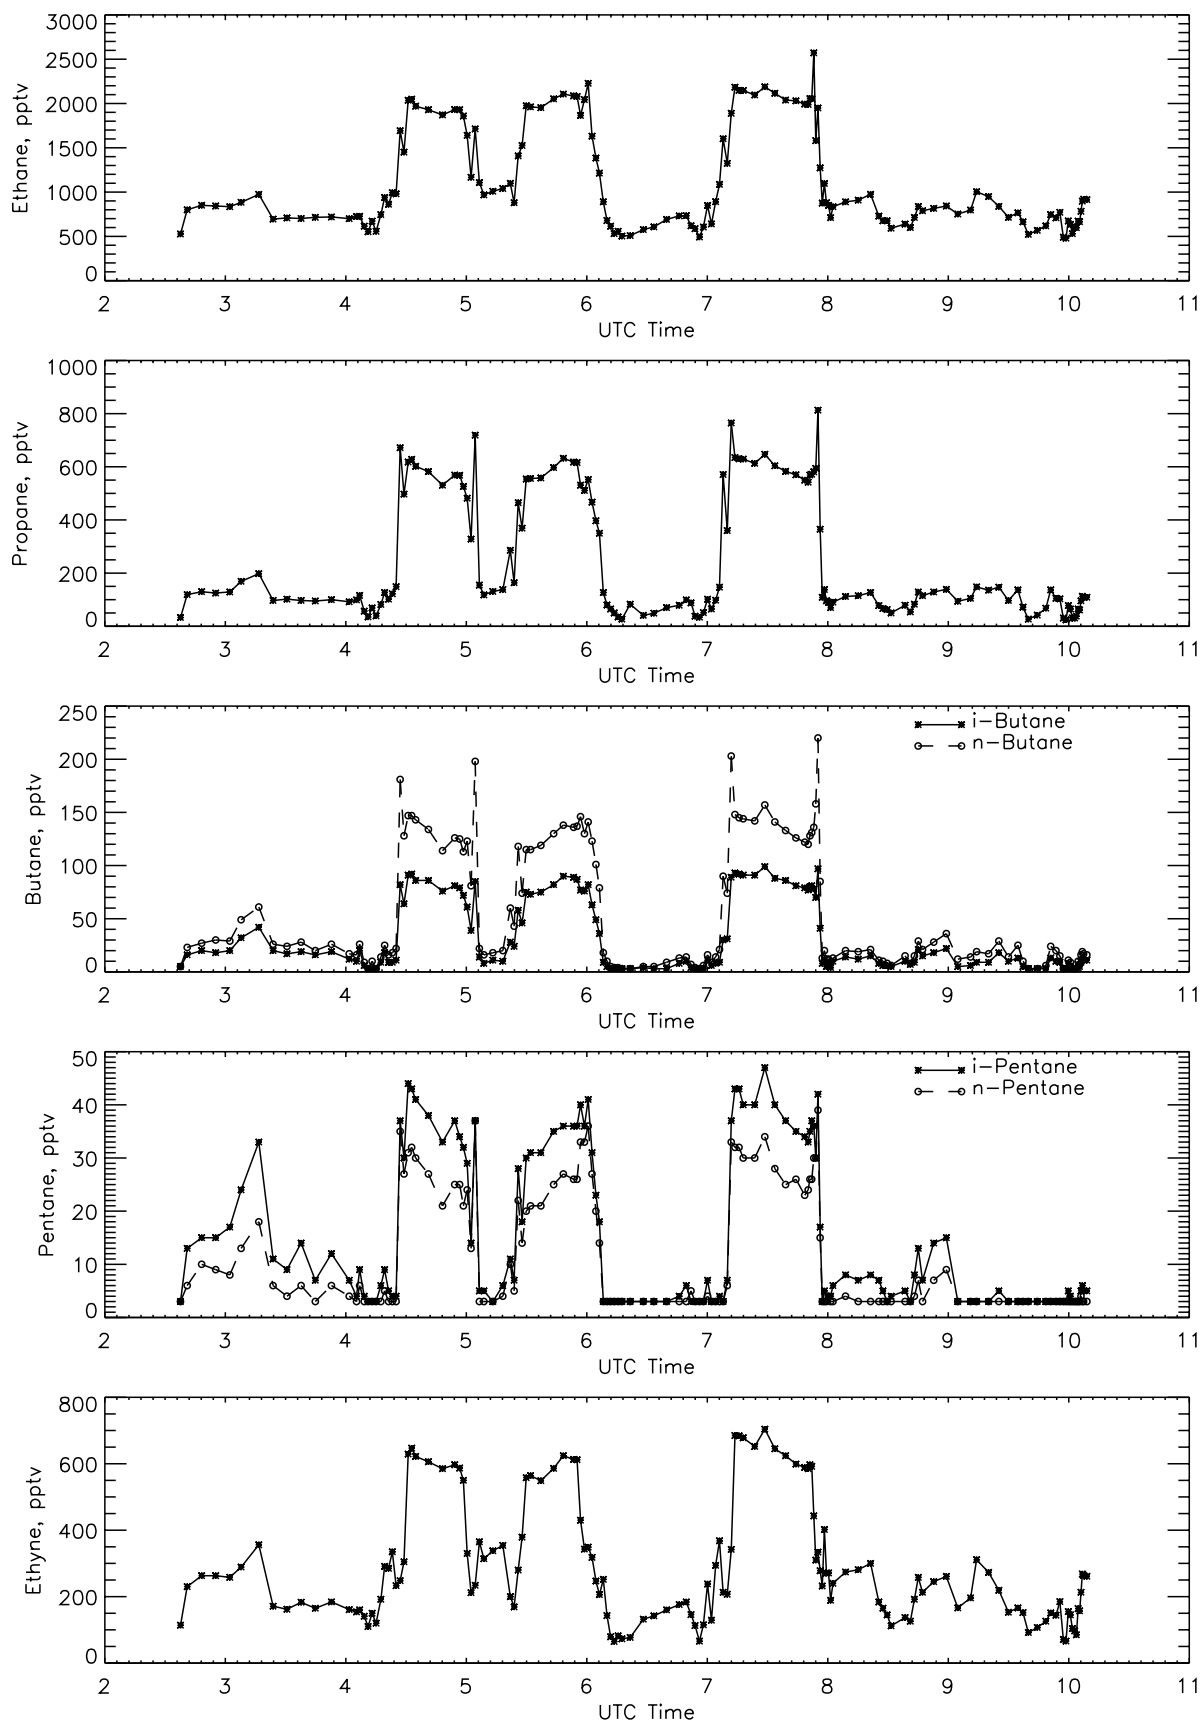 Ethane, pptv
3000
2500
2000
1500
1000
500
0
2 3 4 5 6 7 8 9 10 11
UTC Time
Propane, pptv
1000
800
600
400
200
0
2 3 4 5 6 7 8 9 10 11
UTC Time
Butane, pptv
250
200
150
100
50
0
i-Butane
n-Butane
2 3 4 5 6 7 8 9 10 11
UTC Time
Pentane, pptv
50
40
30
20
10
0
i-Pentane
n-Pentane
2 3 4 5 6 7 8 9 10 11
UTC Time
Ethyne, pptv
800
600
400
200
0
2 3 4 5 6 7 8 9 10 11
UTC Time